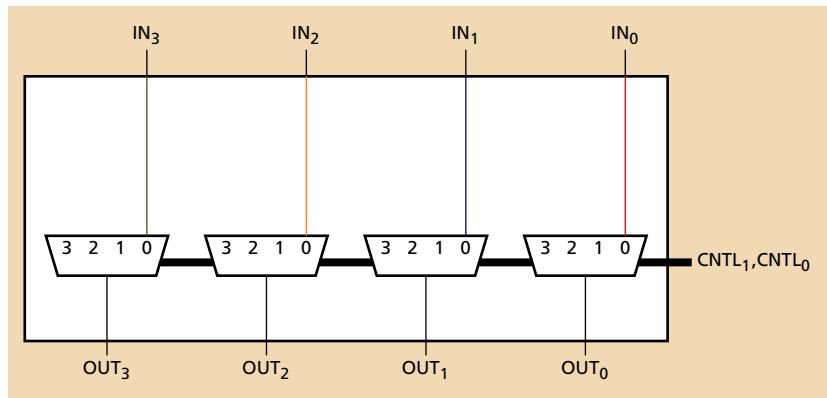 IN3 IN2 IN1 IN0
3 2 1 0 3 2 1 0 3 2 1 0 3 2 1 0 CNTL1,CNTL0
OUT3 OUT2 OUT1 OUT0